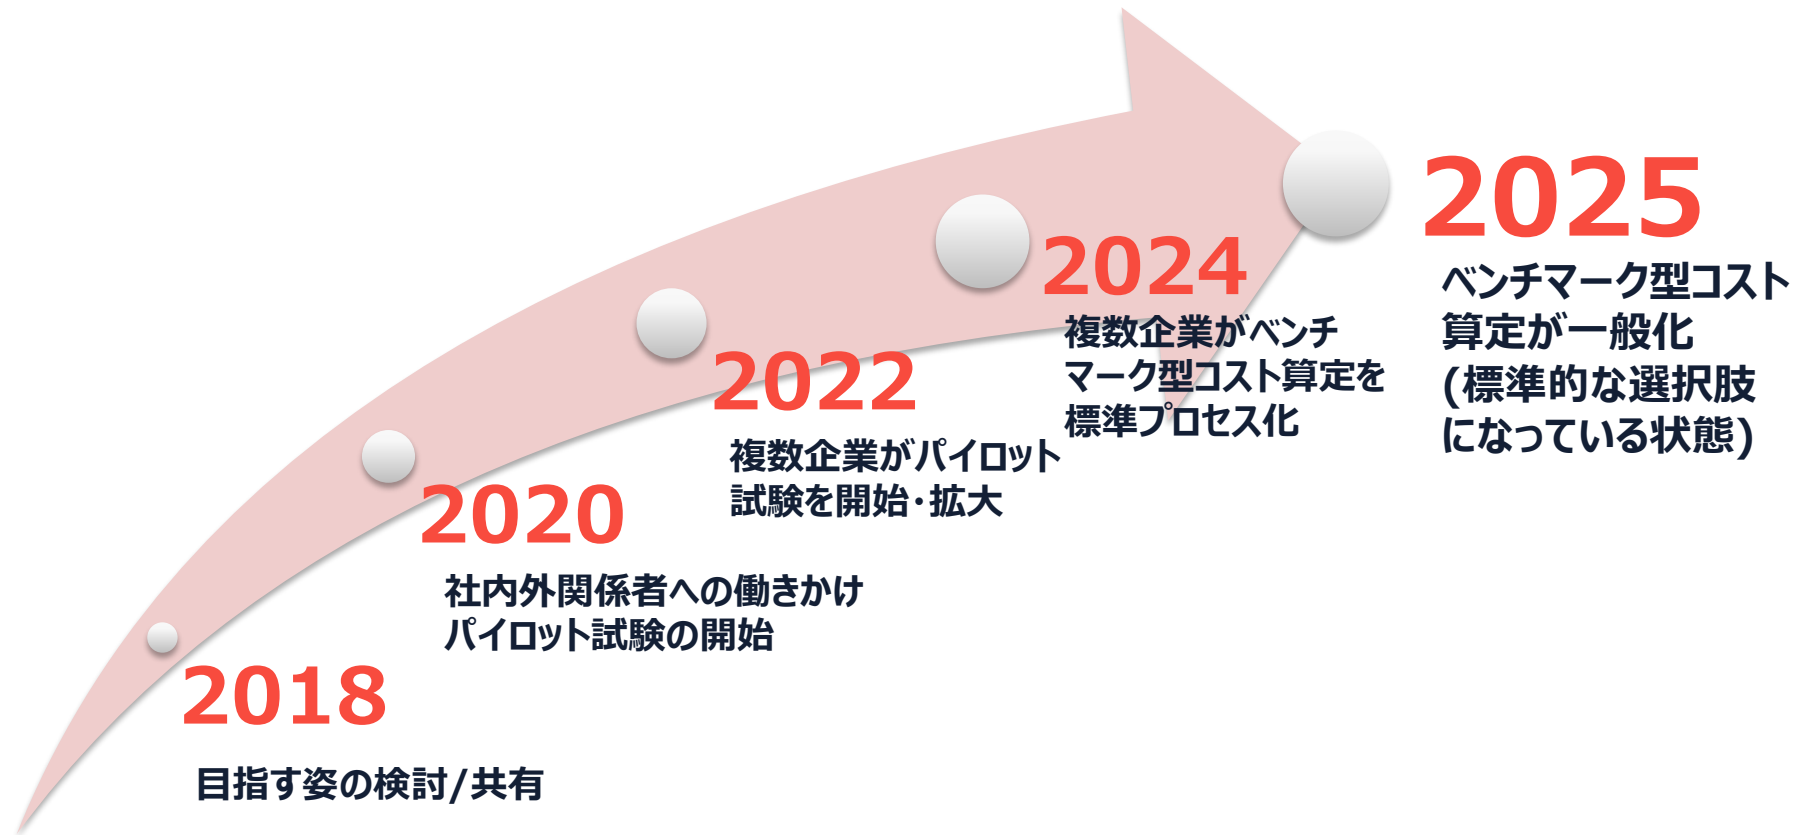 2018
目指す姿の検討/共有
2020
社内外関係者への働きかけ
パイロット試験の開始
2022
複数企業がパイロット
試験を開始・拡大
2024
複数企業がベンチ
マーク型コスト算定を
標準プロセス化
2025
ベンチマーク型コスト
算定が一般化
(標準的な選択肢
になっている状態)